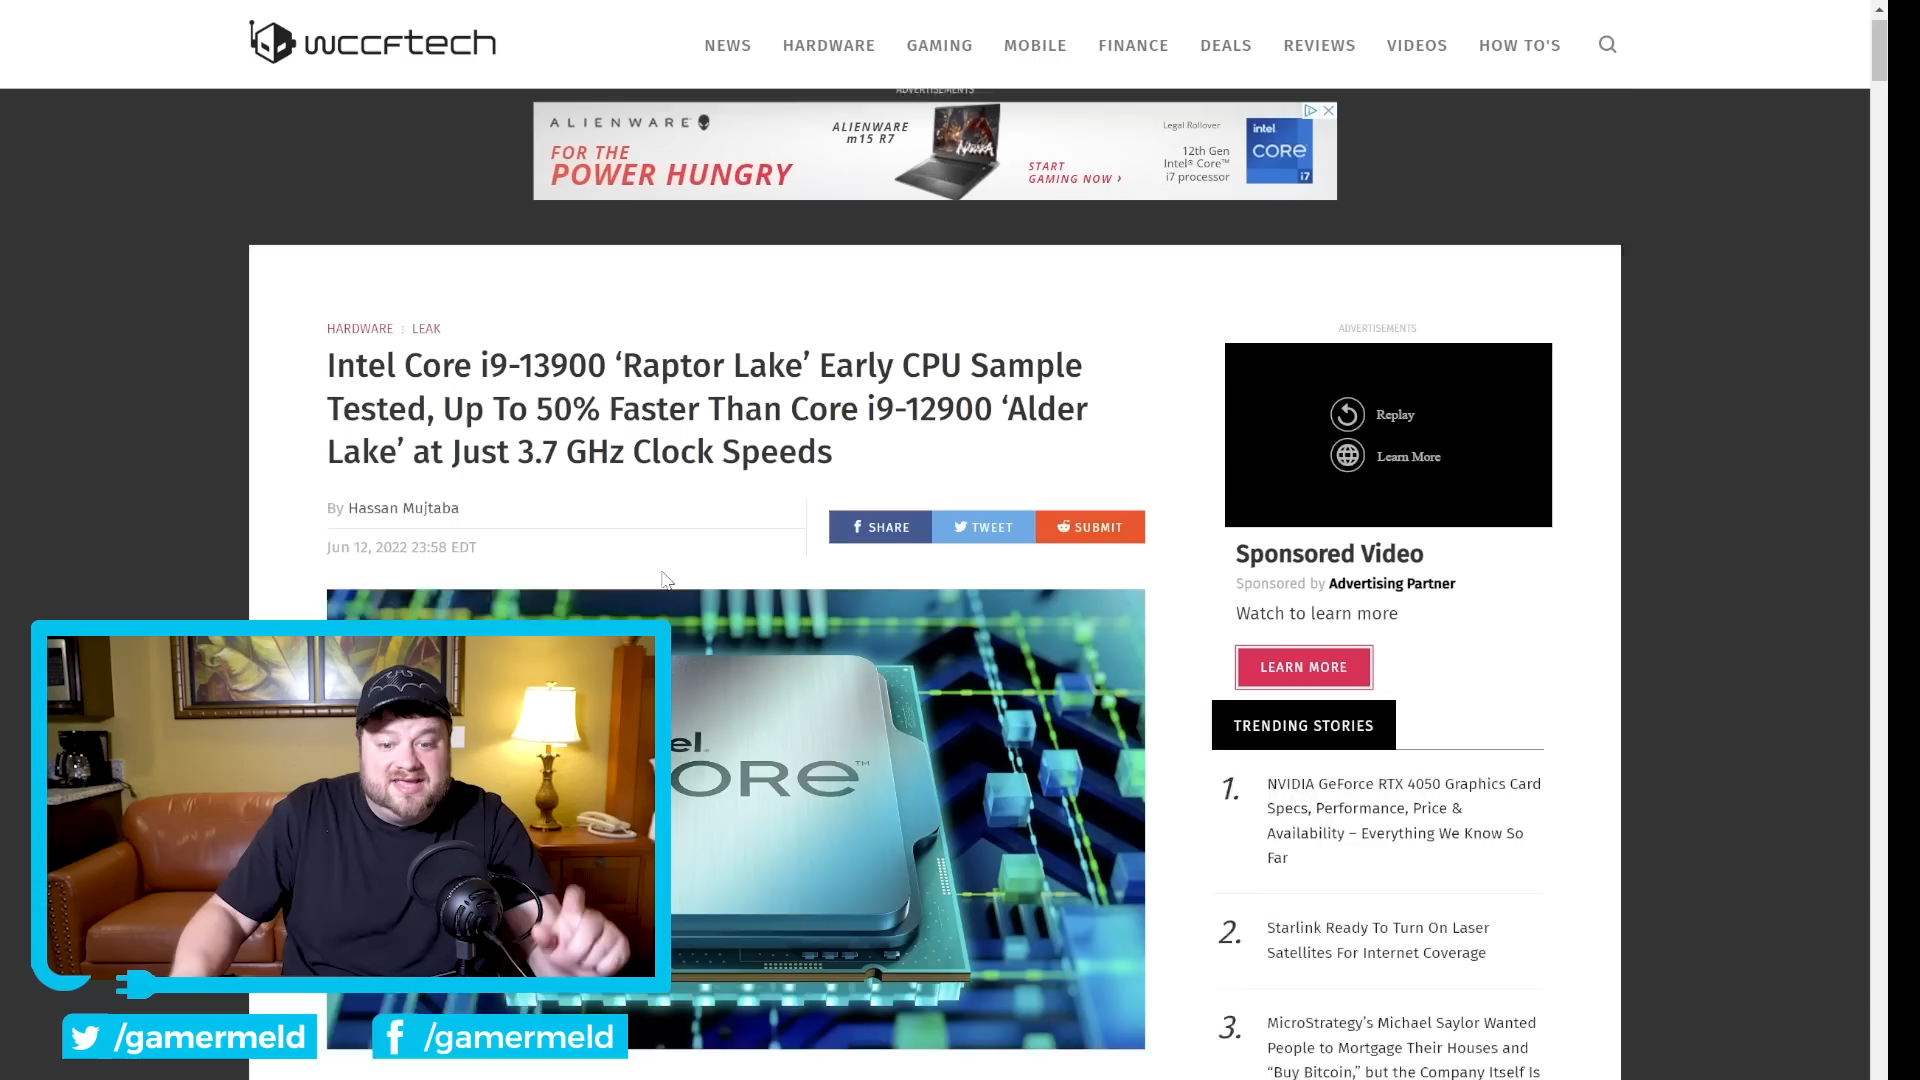 wccftech
NEWS HARDWARE GAMING MOBILE FINANCE DEALS REVIEWS VIDEOS HOW TO'S
ADVERTISEMENTS
ALIENWARE
FOR THE
POWER HUNGRY
ALIENWARE
m15 R7
START
GAMING NOW ›
Legal Rollover
12th Gen
Intel® Core™
i7 processor
intel.
CORE
i7
HARDWARE LEAK
Intel Core i9-13900 ‘Raptor Lake’ Early CPU Sample
Tested, Up To 50% Faster Than Core i9-12900 ‘Alder
Lake’ at Just 3.7 GHz Clock Speeds
By Hassan Mujtaba
Jun 12, 2022 23:58 EDT
SHARE TWEET SUBMIT
el.
ORE™
/gamermeld
/gamermeld
ADVERTISEMENTS
Replay
Learn More
Sponsored Video
Sponsored by Advertising Partner
Watch to learn more
LEARN MORE
TRENDING STORIES
1. NVIDIA GeForce RTX 4050 Graphics Card
Specs, Performance, Price &
Availability – Everything We Know So
Far
2. Starlink Ready To Turn On Laser
Satellites For Internet Coverage
3. MicroStrategy’s Michael Saylor Wanted
People to Mortgage Their Houses and
“Buy Bitcoin,” but the Company Itself Is